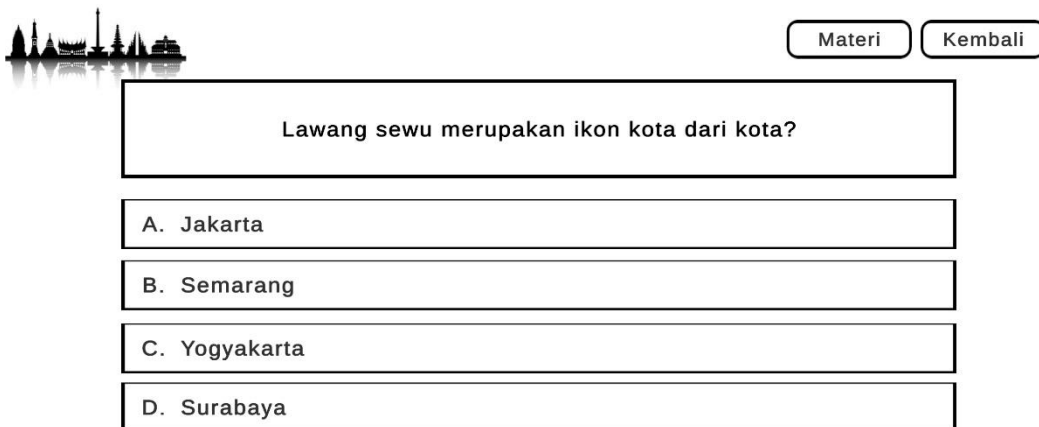 Materi
Kembali
Lawang sewu merupakan ikon kota dari kota?
A. Jakarta
B. Semarang
C. Yogyakarta
D. Surabaya